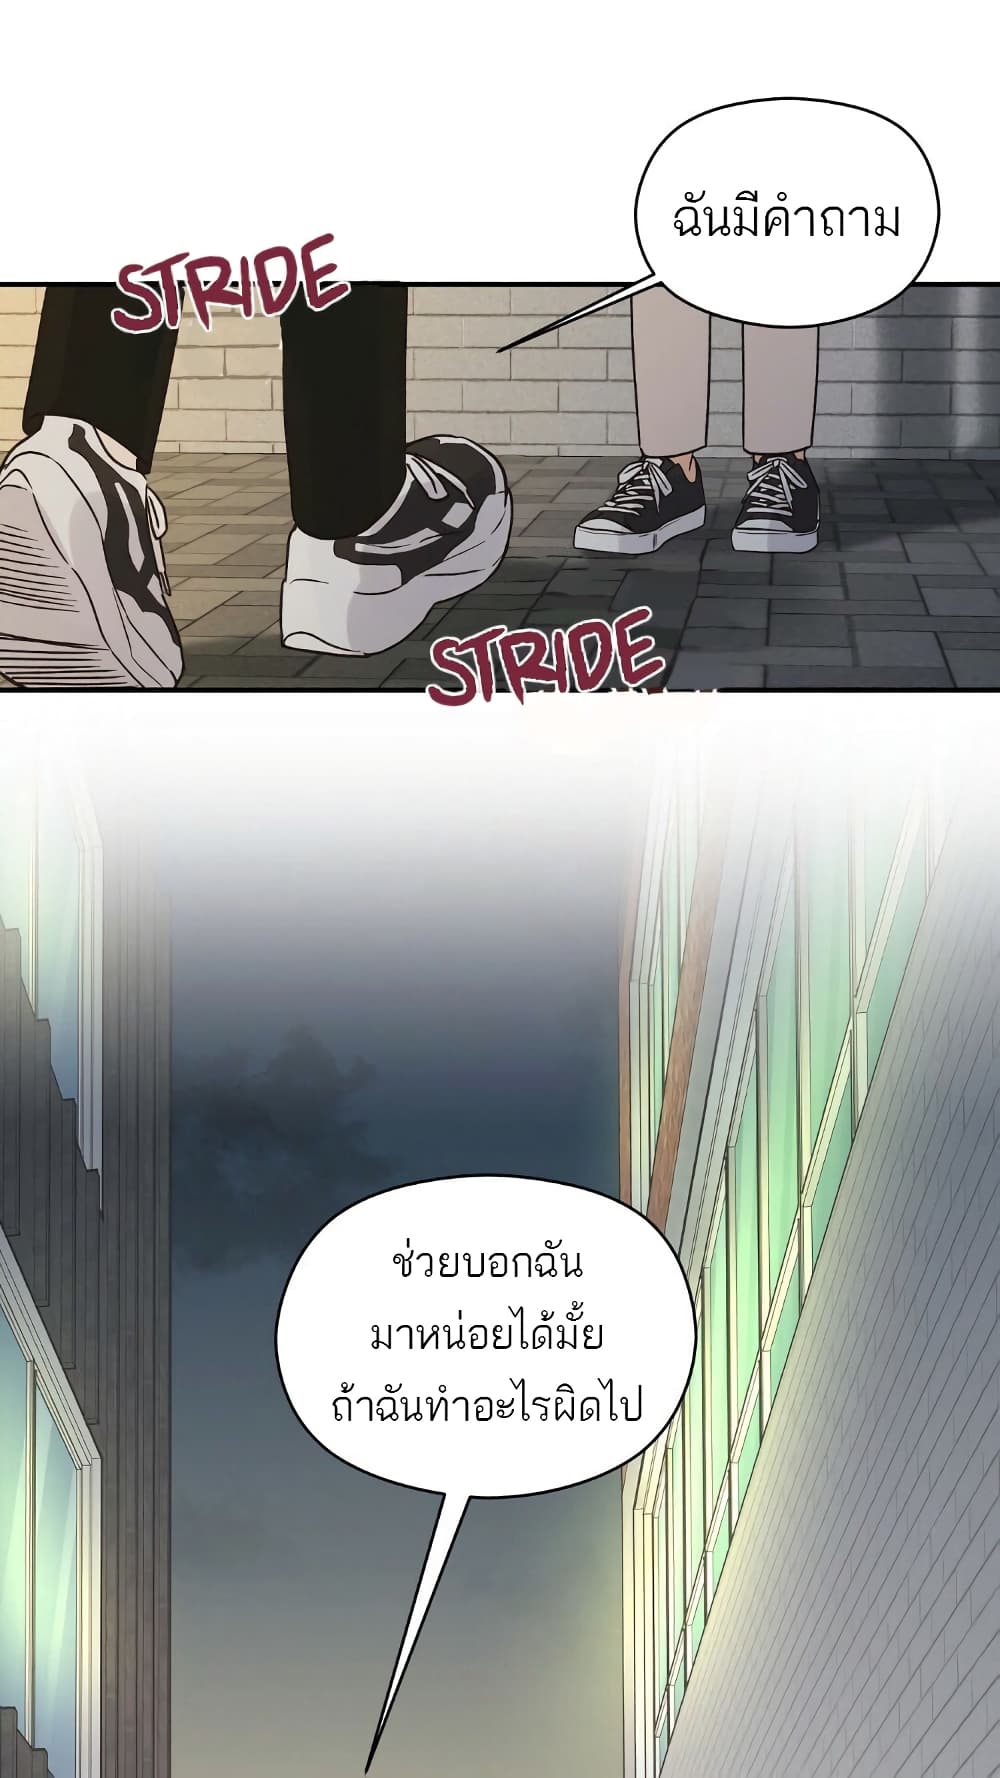 ฉันมีคำถาม
STRIDE
STRIDE
ช่วยบอกฉัน
มาหน่อยได้มั้ย
ถ้าฉันทำอะไรผิดไป